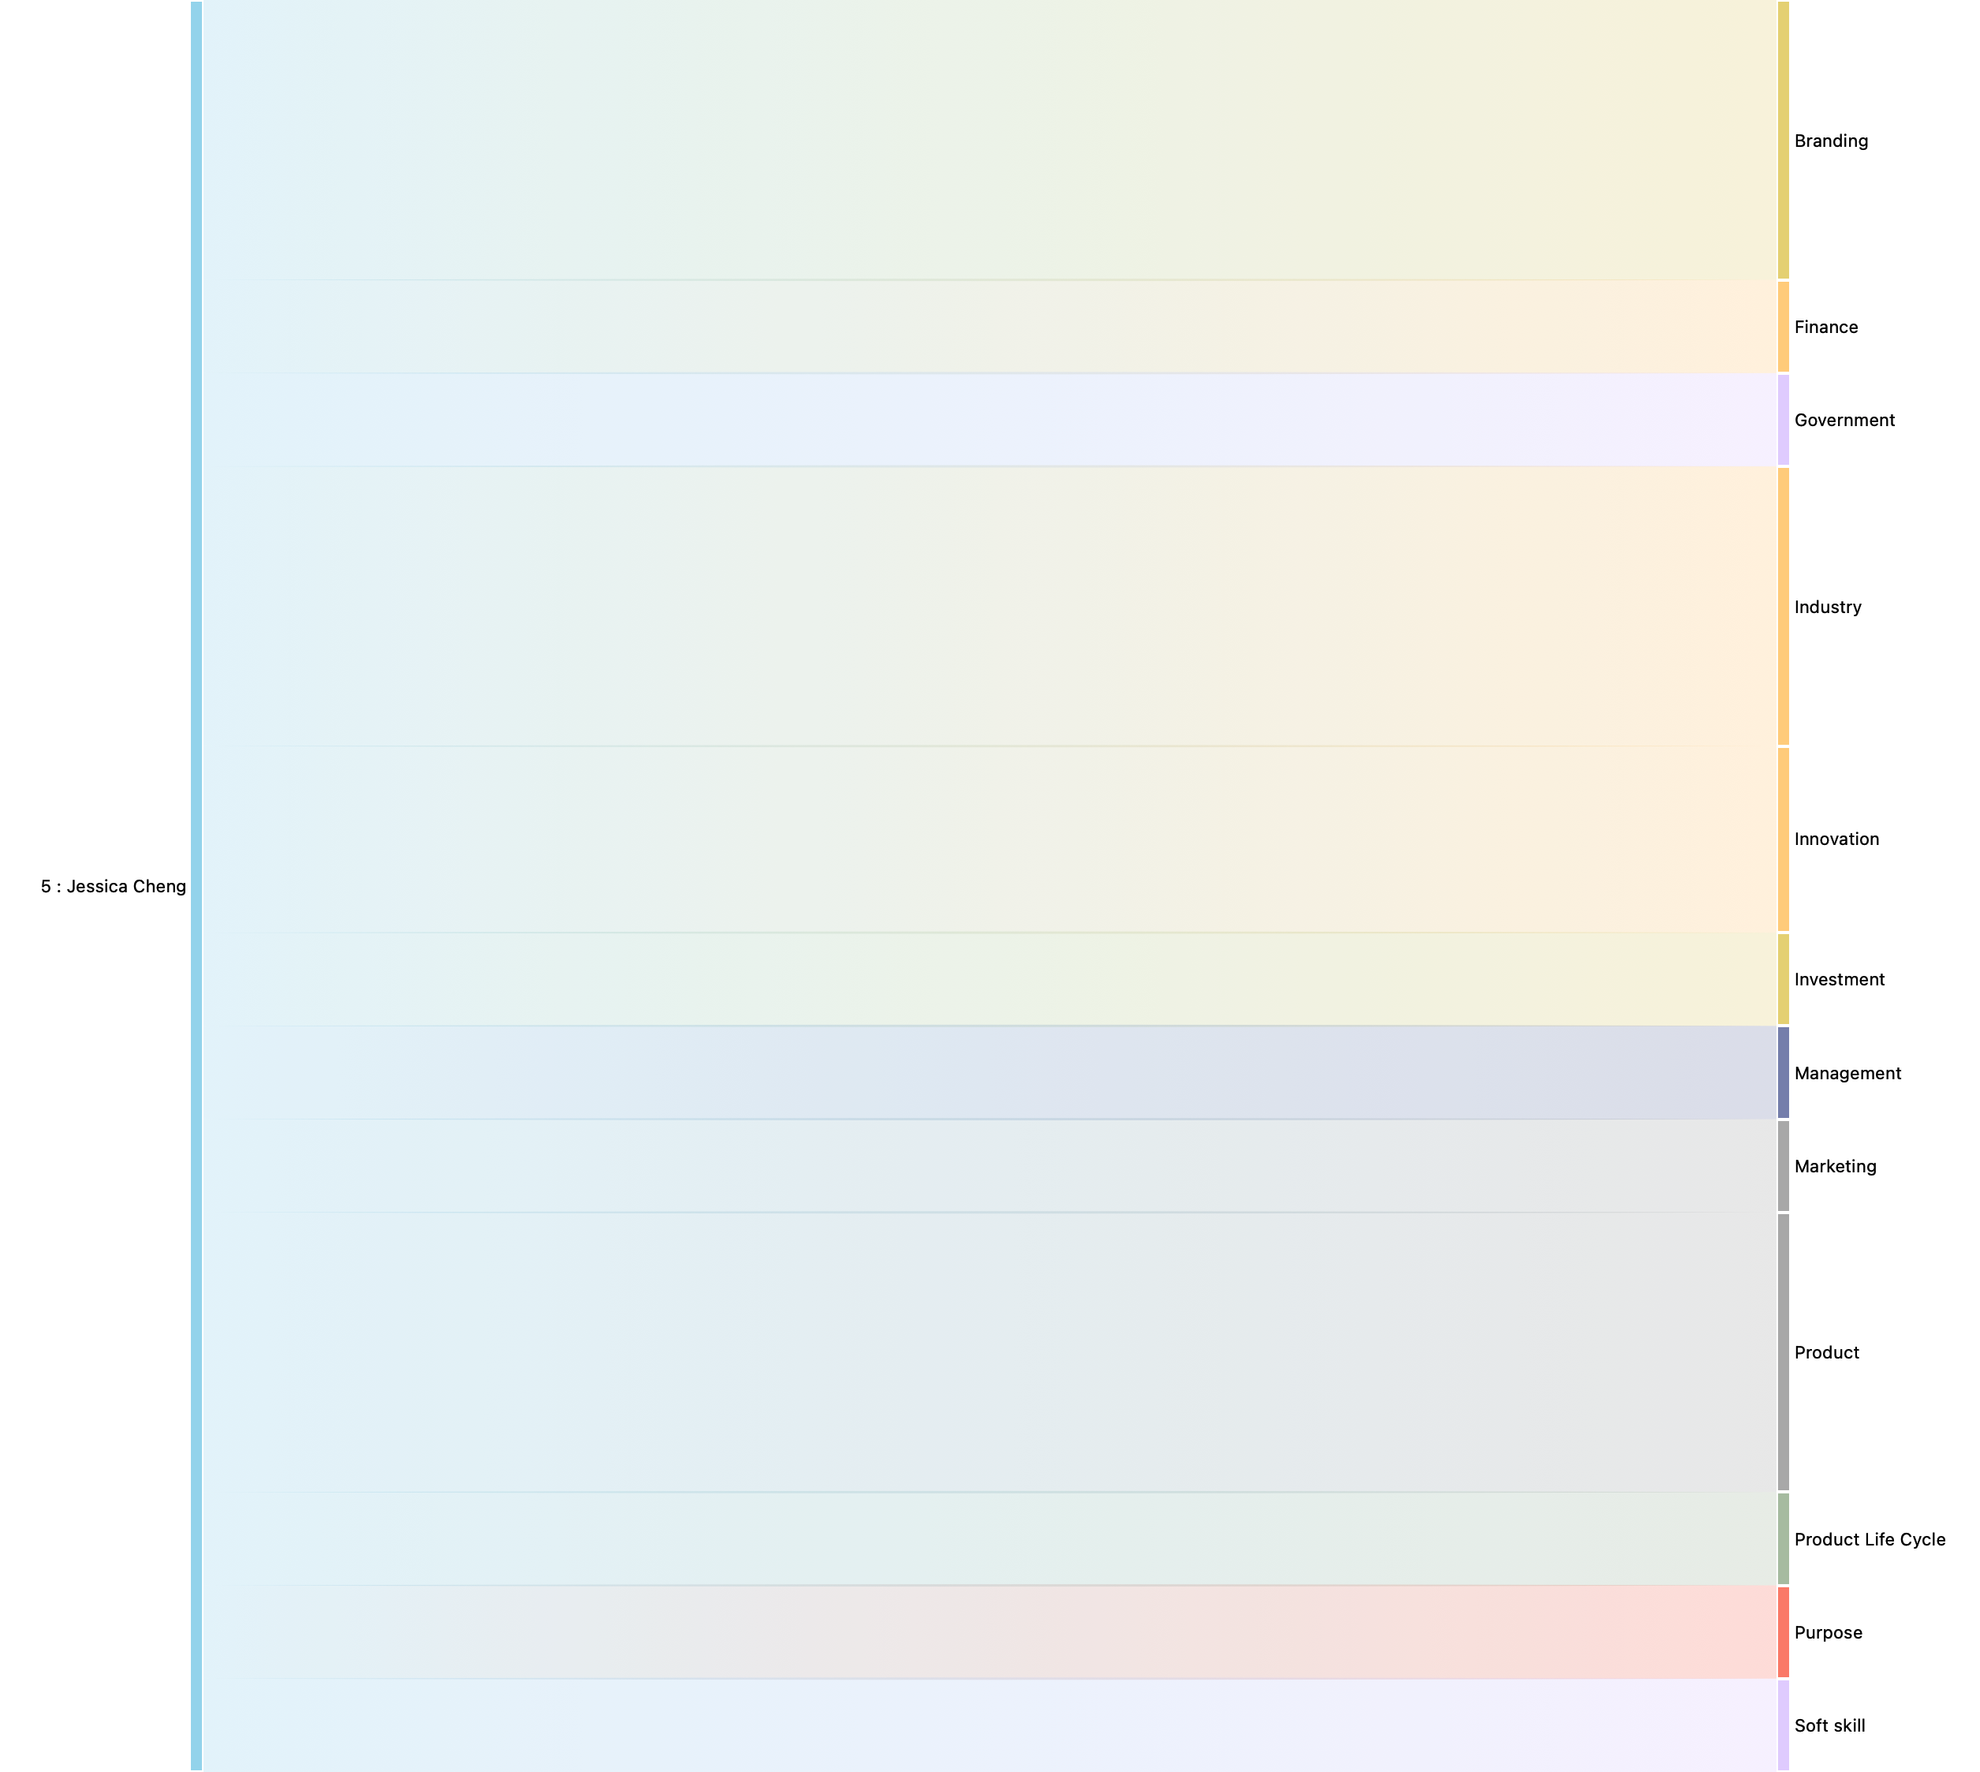 Branding
Finance
Government
Industry
Innovation
5 : Jessica Cheng
Investment
Management
Marketing
Product
Product Life Cycle
Purpose
Soft skill